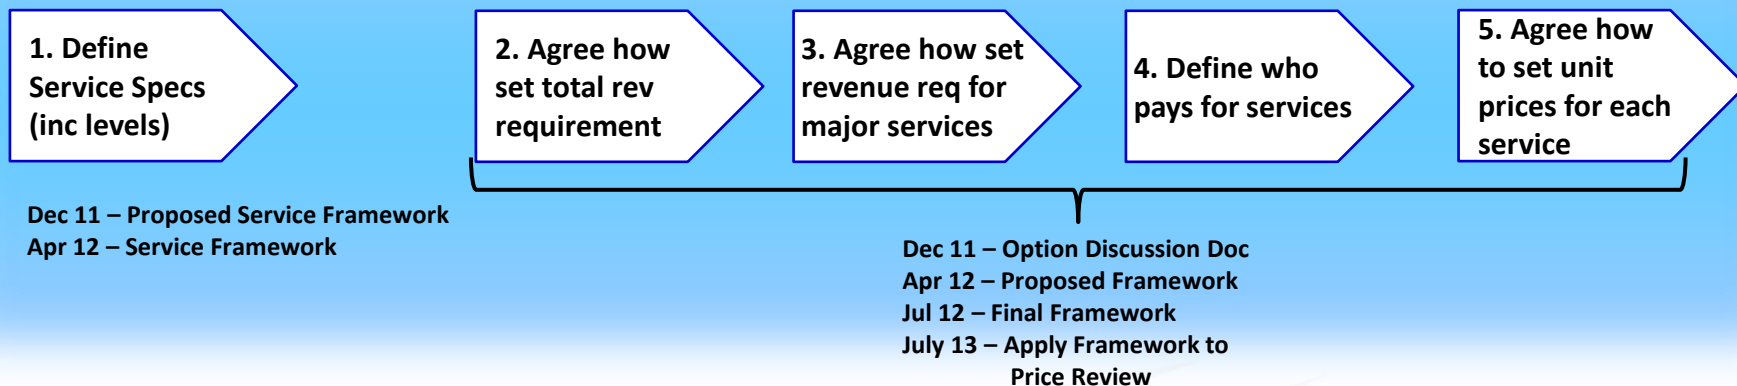 1. Define
Service Specs
(inc levels)
2. Agree how
set total rev
requirement
3. Agree how set
revenue req for
major services
4. Define who
pays for services
5. Agree how
to set unit
prices for each
service
Dec 11 – Proposed Service Framework
Apr 12 – Service Framework
Dec 11 – Option Discussion Doc
Apr 12 – Proposed Framework
Jul 12 – Final Framework
July 13 – Apply Framework to
Price Review